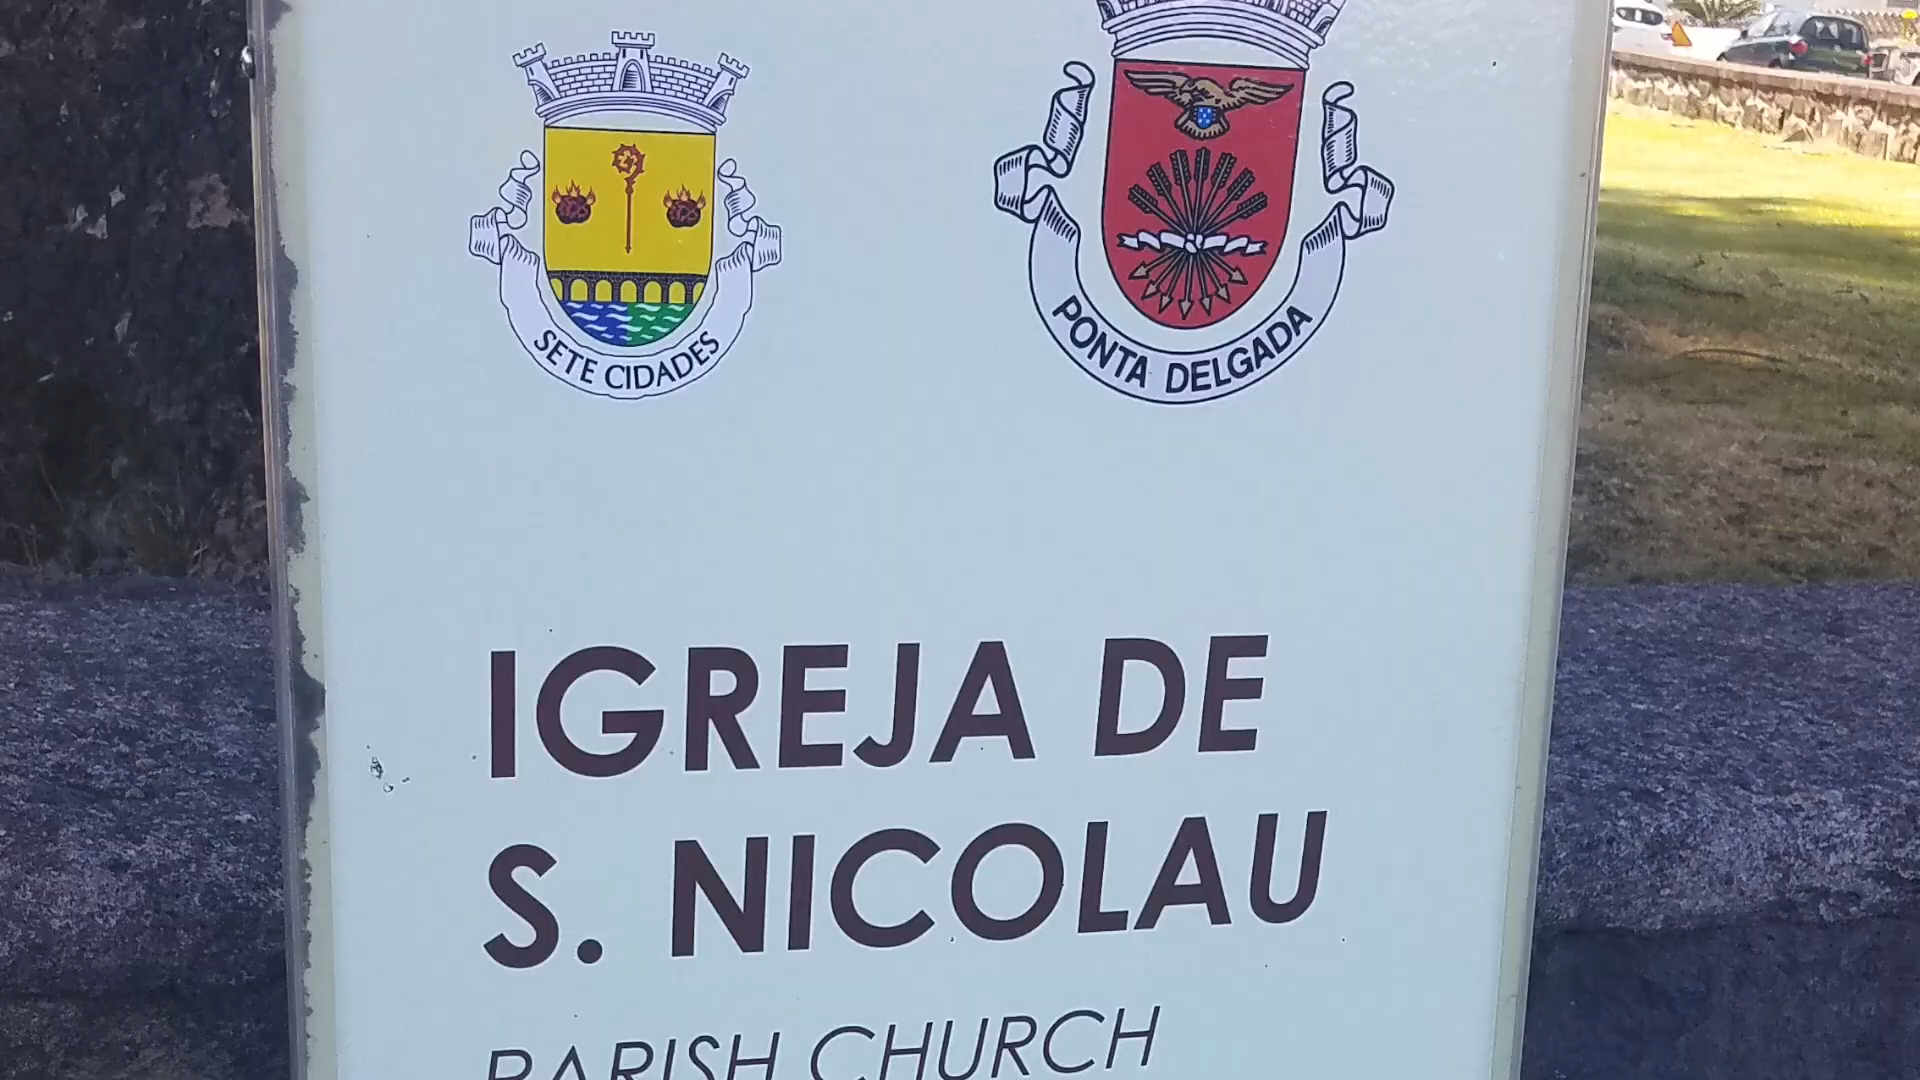 SETE CIDADES
PONTA DELGADA
IGREJA DE
S. NICOLAU
PARISH CHURCH